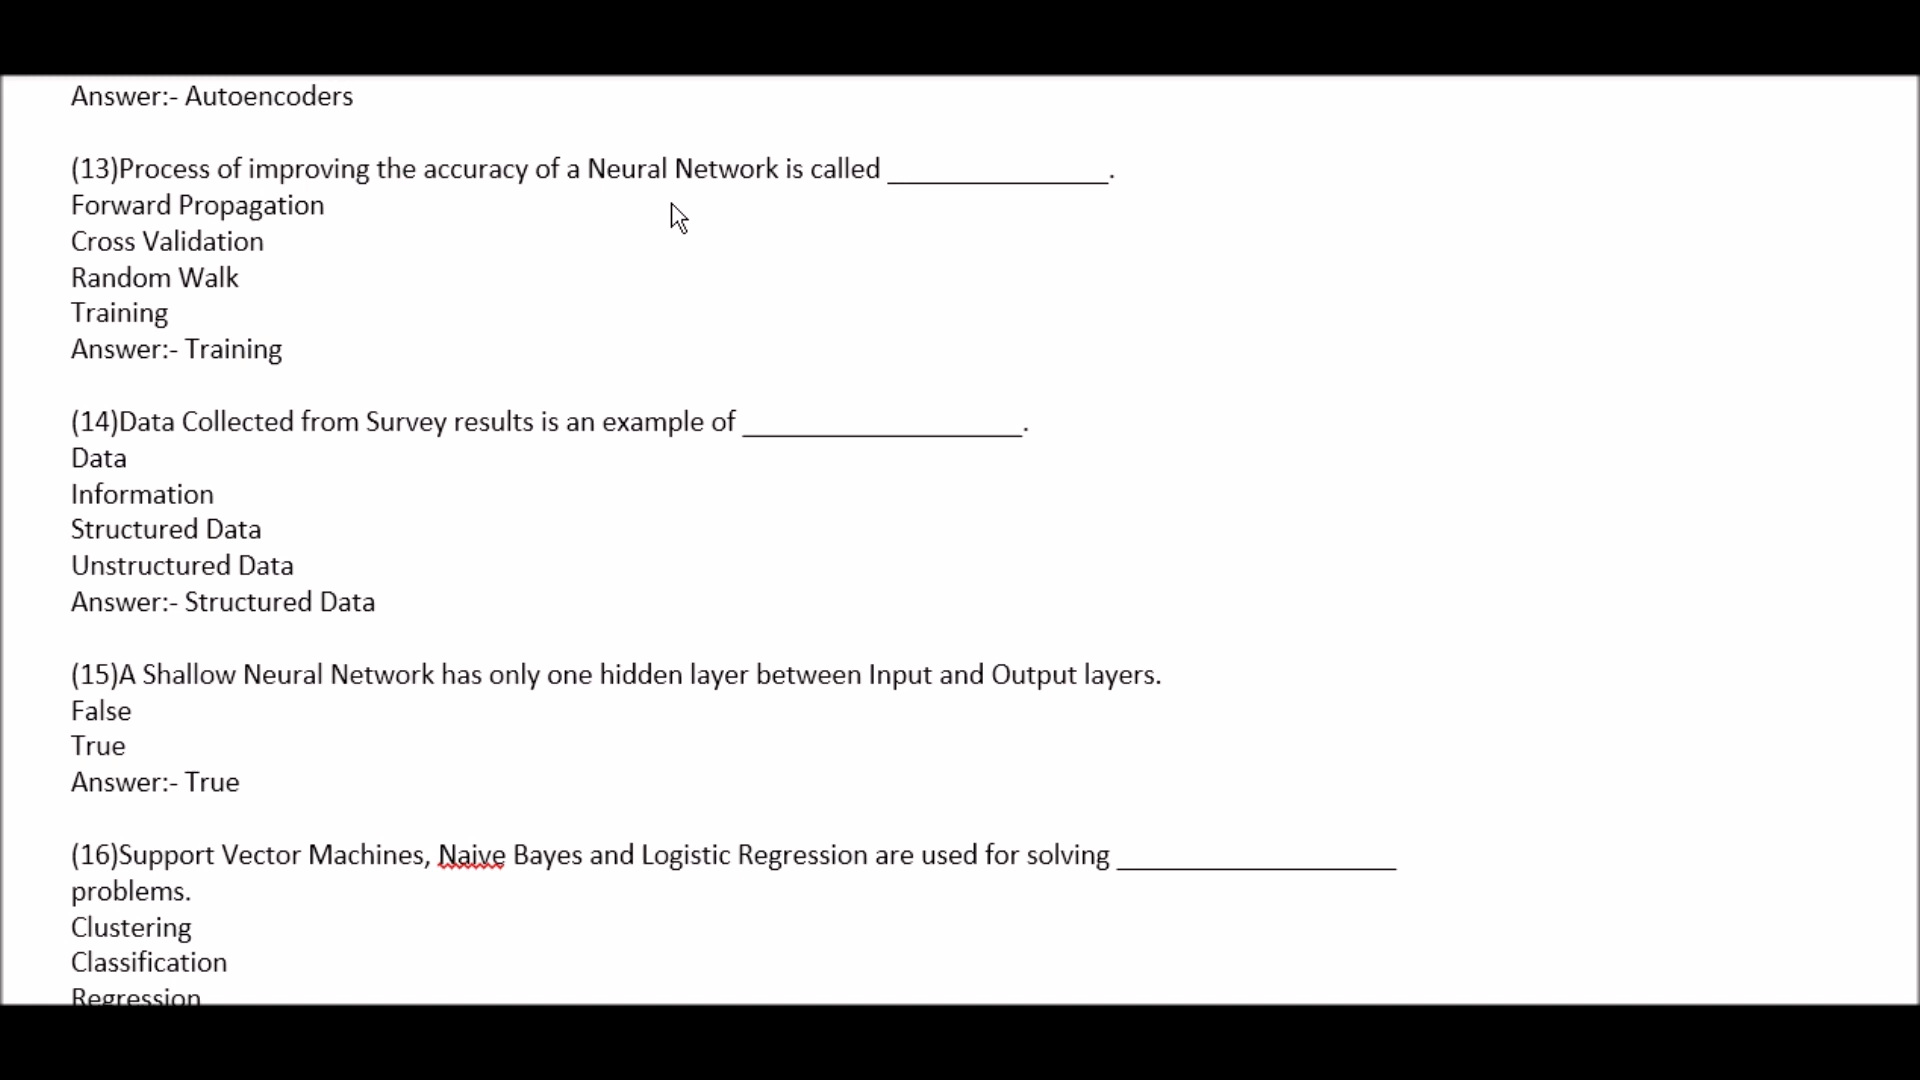 Answer:- Autoencoders
(13)Process of improving the accuracy of a Neural Network is called _______________.
Forward Propagation
Cross Validation
Random Walk
Training
Answer:- Training
(14)Data Collected from Survey results is an example of ___________________.
Data
Information
Structured Data
Unstructured Data
Answer:- Structured Data
(15)A Shallow Neural Network has only one hidden layer between Input and Output layers.
False
True
Answer:- True
(16)Support Vector Machines, Naive Bayes and Logistic Regression are used for solving ___________________
problems.
Clustering
Classification
Regression